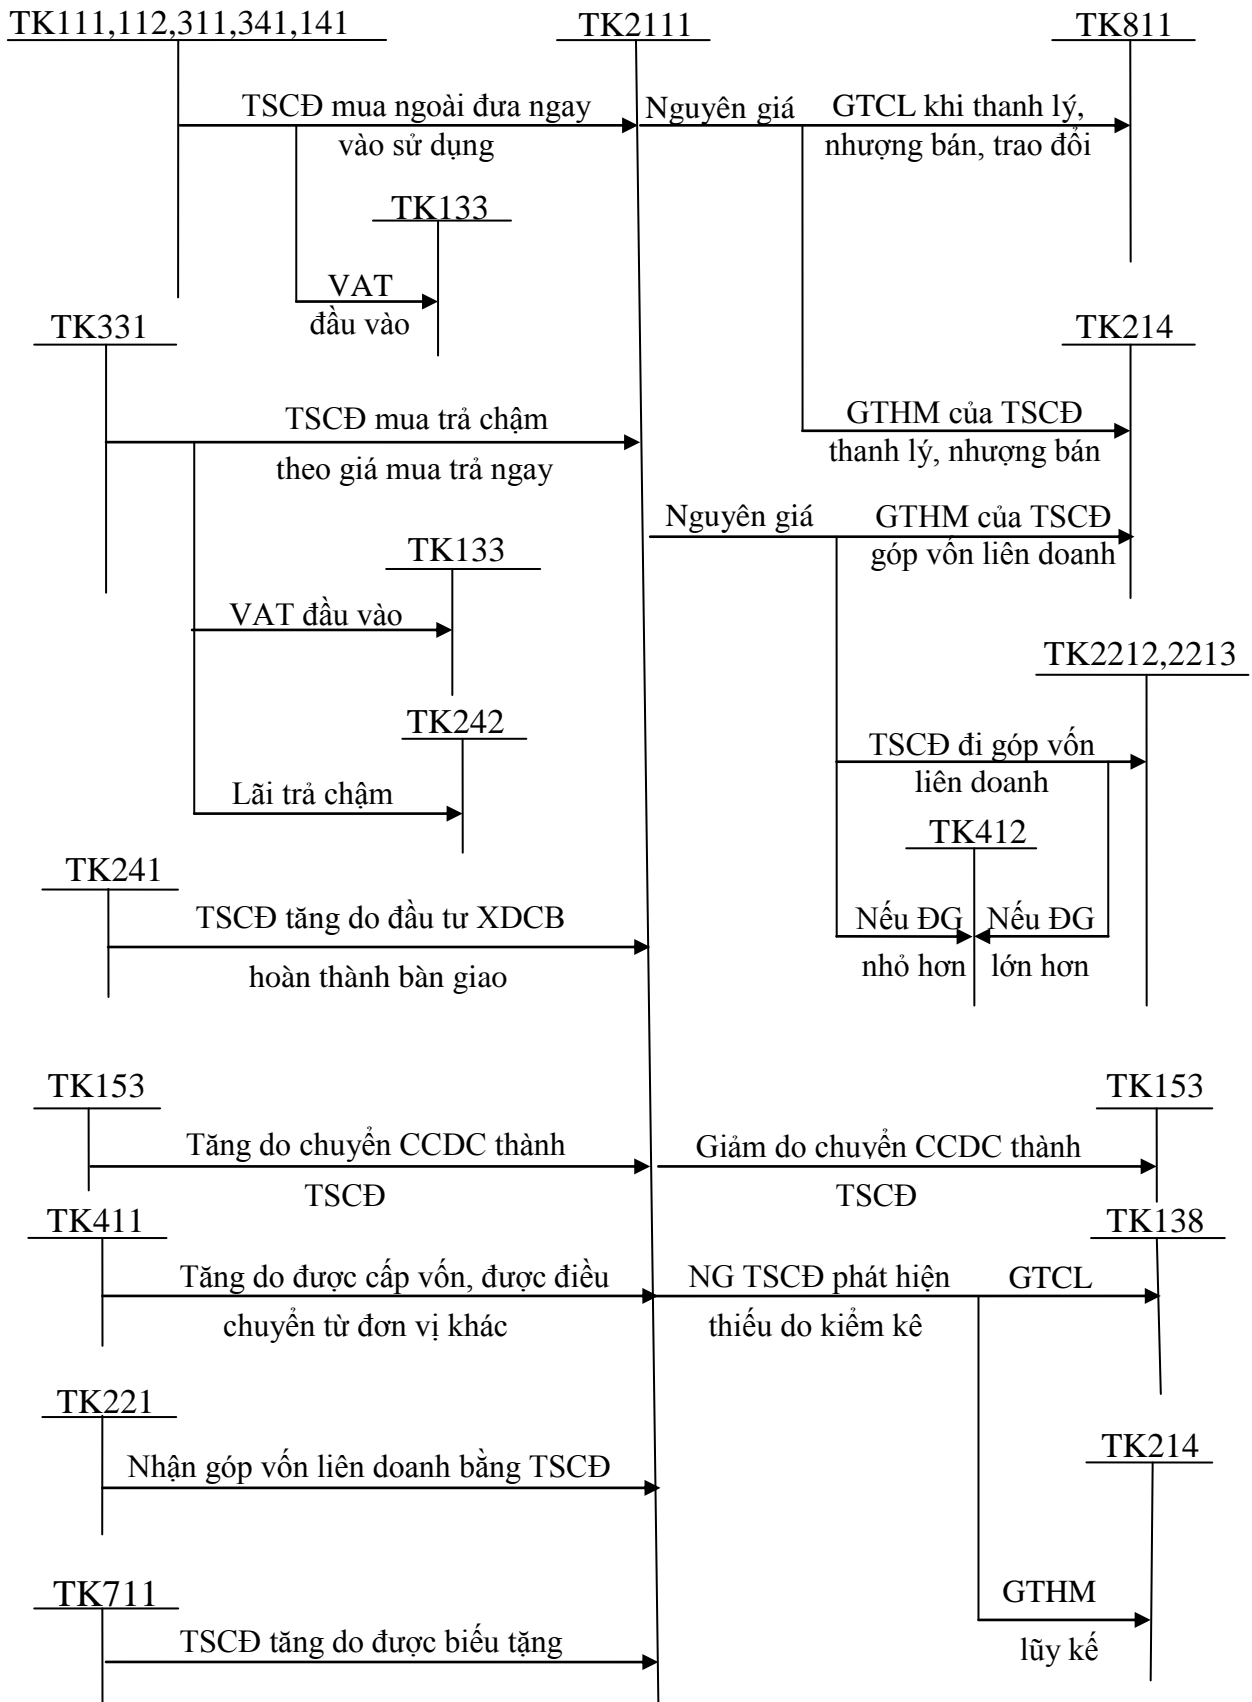 TK111,112,311,341,141
TK2111
TK811
TSCĐ mua ngoài đưa ngay
vào sử dụng
Nguyên giá
GTCL khi thanh lý,
nhượng bán, trao đổi
TK133
VAT
đầu vào
TK331
TK214
TSCĐ mua trả chậm
theo giá mua trả ngay
GTHM của TSCĐ
thanh lý, nhượng bán
Nguyên giá
GTHM của TSCĐ
góp vốn liên doanh
TK133
VAT đầu vào
TK2212,2213
TK242
TSCĐ đi góp vốn
liên doanh
Lãi trả chậm
TK412
TK241
TSCĐ tăng do đầu tư XDCB
hoàn thành bàn giao
Nếu ĐG
nhỏ hơn
Nếu ĐG
lớn hơn
TK153
TK153
Tăng do chuyển CCDC thành
TSCĐ
Giảm do chuyển CCDC thành
TSCĐ
TK411
TK138
Tăng do được cấp vốn, được điều
chuyển từ đơn vị khác
NG TSCĐ phát hiện
thiếu do kiểm kê
GTCL
TK221
TK214
Nhận góp vốn liên doanh bằng TSCĐ
TK711
GTHM
lũy kế
TSCĐ tăng do được biếu tặng